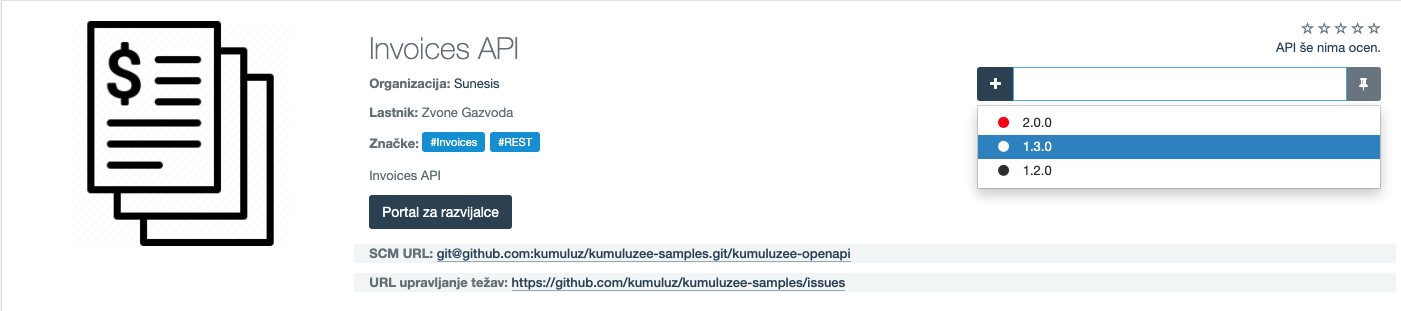 $
Invoices API
Organizacija: Sunesis
Lastnik: Zvone Gazvoda
Značke: #Invoices #REST
Invoices API
Portal za razvijalce
SCM URL: git@github.com:kumuluz/kumuluzee-samples.git/kumuluzee-openapi
URL upravljanje težav: https://github.com/kumuluz/kumuluzee-samples/issues
API še nima ocen.
2.0.0
1.3.0
1.2.0